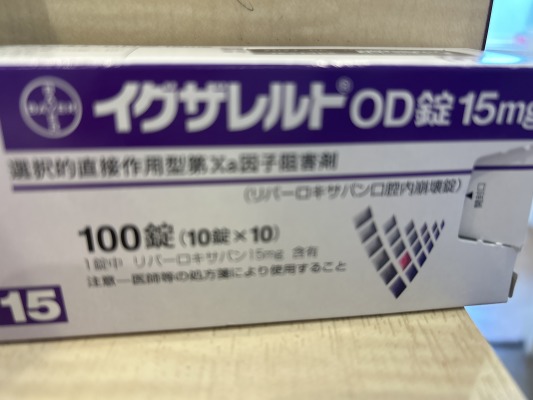 BAYER
イグザレルト® OD錠 15mg
選択的直接作用型第Xa因子阻害剤
(リバーロキサバン口腔内崩壊錠)
100錠(10錠×10)
1錠中 リバーロキサバン15mg 含有
注意−医師等の処方箋により使用すること
15